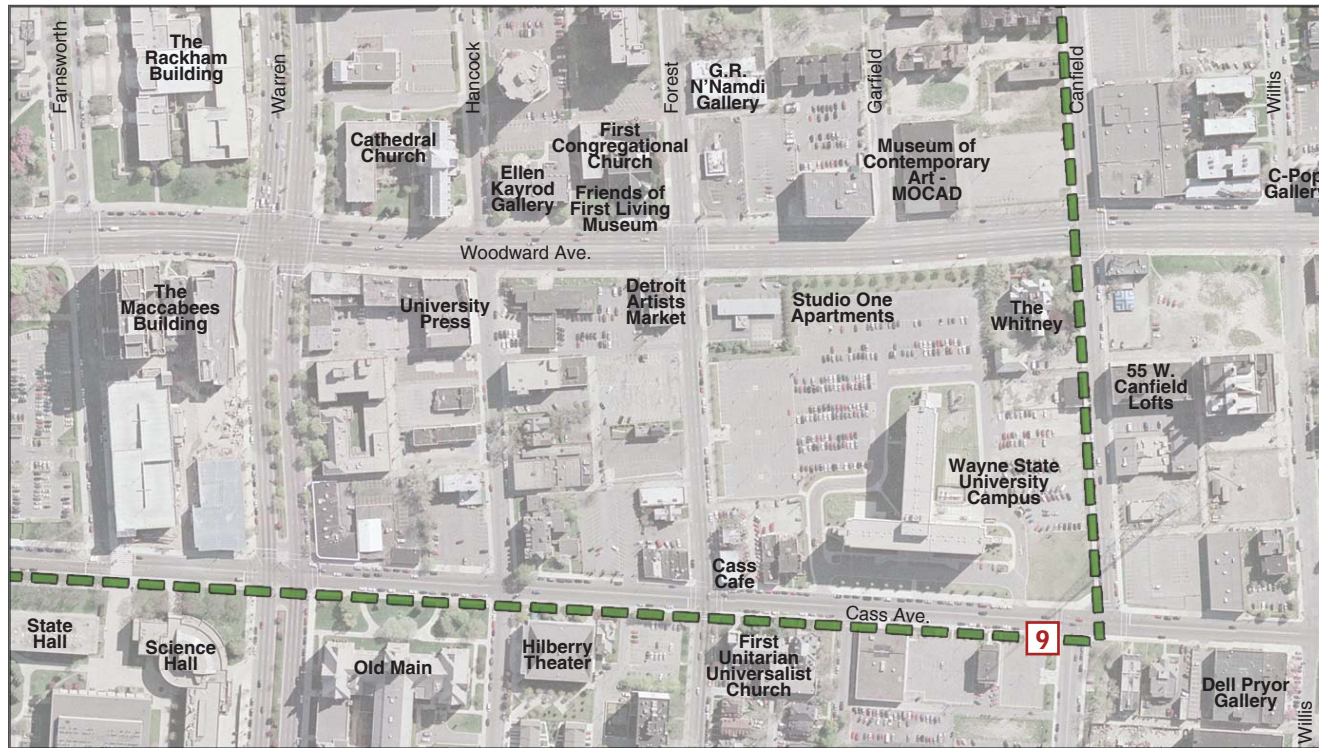 Farnsworth
The
Rackham
Building
Warren
Cathedral
Church
Hancock
Ellen
Kayrod
Gallery
First
Congregational
Church
Friends of
First Living
Museum
Forest
G.R.
N'Namdi
Gallery
Garfield
Museum of
Contemporary
Art -
MOCAD
Canfield
Willis
C-Pop
Gallery
Woodward Ave.
The
Maccabees
Building
University
Press
Detroit
Artists
Market
Studio One
Apartments
The
Whitney
55 W.
Canfield
Lofts
Wayne State
University
Campus
Cass
Cafe
Cass Ave.
9
State
Hall
Science
Hall
Old Main
Hilberry
Theater
First
Unitarian
Universalist
Church
Dell Pryor
Gallery
Willis